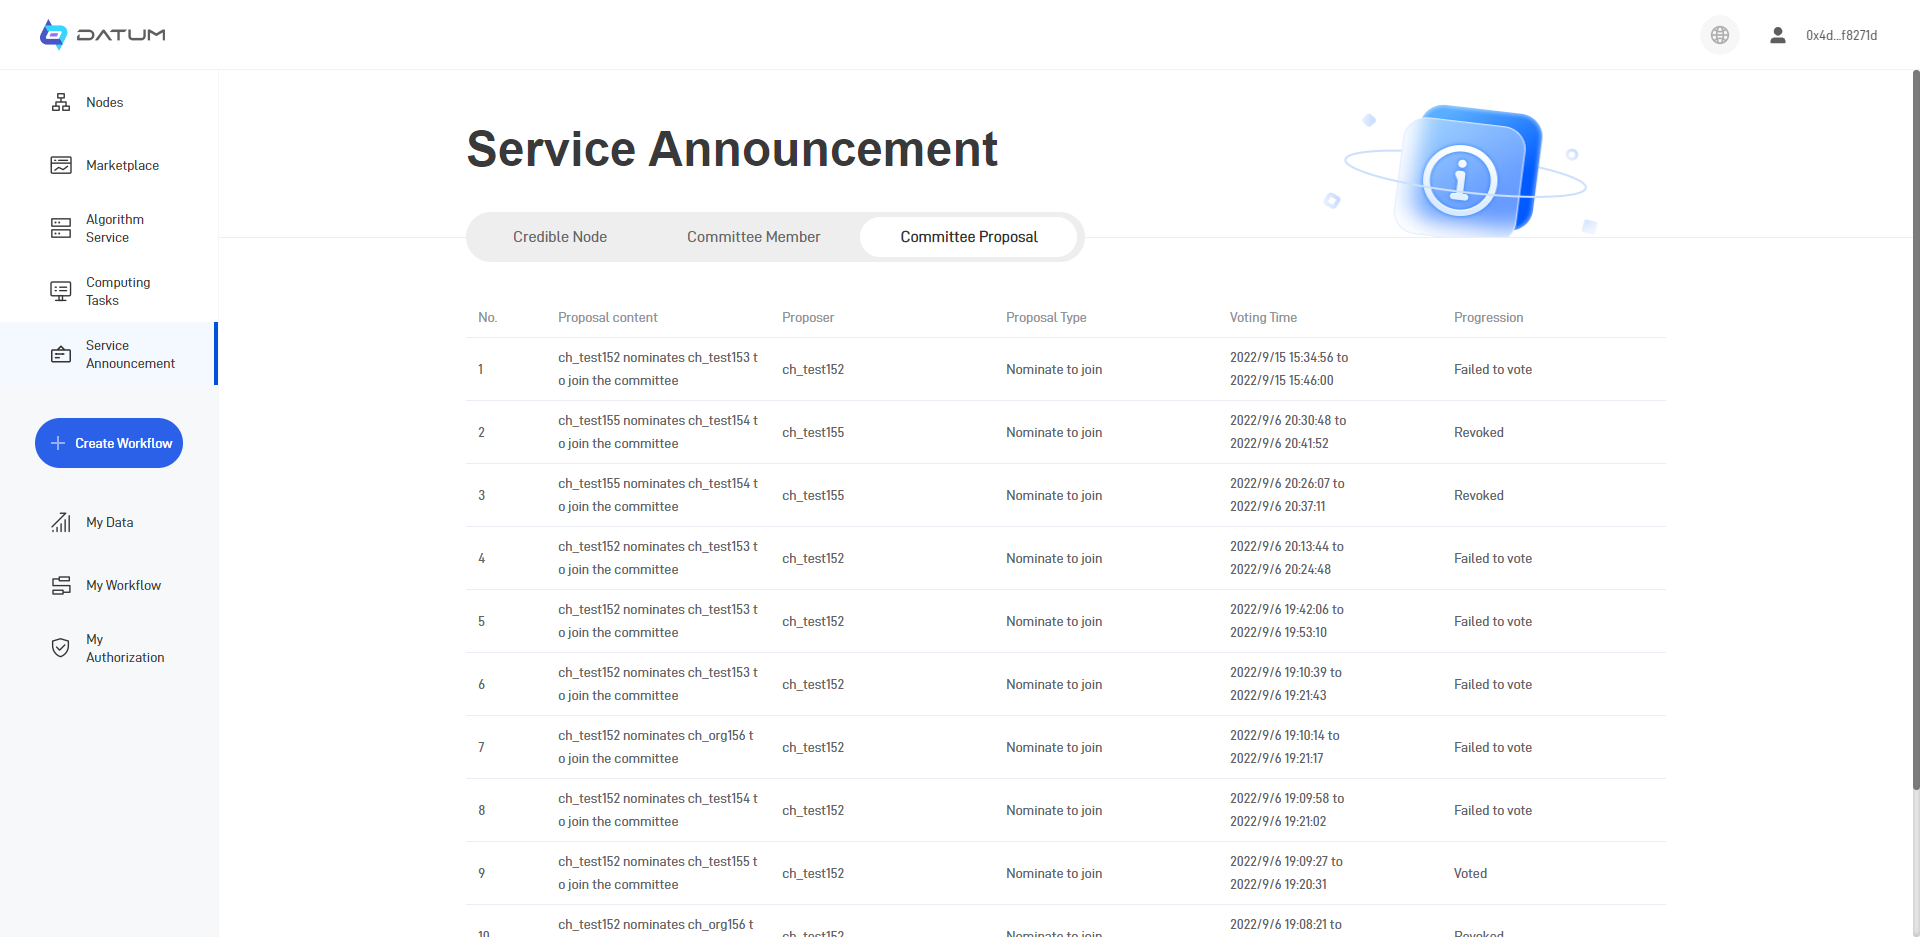 DATUM
0x4d...f8271d
Nodes
Marketplace
Algorithm
Service
Computing
Tasks
Service
Announcement
Create Workflow
My Data
My Workflow
My
Authorization
Service Announcement
Credible Node
Committee Member
Committee Proposal
No. Proposal content Proposer Proposal Type Voting Time Progression
ch_test152 nominates ch_test153 t 2022/9/15 15:34:56 to
1 ch_test152 Nominate to join Failed to vote
o join the committee 2022/9/15 15:46:00
ch_test155 nominates ch_test154 t 2022/9/6 20:30:48 to
2 ch_test155 Nominate to join Revoked
o join the committee 2022/9/6 20:41:52
ch_test155 nominates ch_test154 t 2022/9/6 20:26:07 to
3 ch_test155 Nominate to join Revoked
o join the committee 2022/9/6 20:37:11
ch_test152 nominates ch_test153 t 2022/9/6 20:13:44 to
4 ch_test152 Nominate to join Failed to vote
o join the committee 2022/9/6 20:24:48
ch_test152 nominates ch_test153 t 2022/9/6 19:42:06 to
5 ch_test152 Nominate to join Failed to vote
o join the committee 2022/9/6 19:53:10
ch_test152 nominates ch_test153 t 2022/9/6 19:10:39 to
6 ch_test152 Nominate to join Failed to vote
o join the committee 2022/9/6 19:21:43
ch_test152 nominates ch_org156 t 2022/9/6 19:10:14 to
7 ch_test152 Nominate to join Failed to vote
o join the committee 2022/9/6 19:21:17
ch_test152 nominates ch_test154 t 2022/9/6 19:09:58 to
8 ch_test152 Nominate to join Failed to vote
o join the committee 2022/9/6 19:21:02
ch_test152 nominates ch_test155 t 2022/9/6 19:09:27 to
9 ch_test152 Nominate to join Voted
o join the committee 2022/9/6 19:20:31
ch_test152 nominates ch_org156 t 2022/9/6 19:08:21 to
10 ch_test152 Nominate to join Revoked